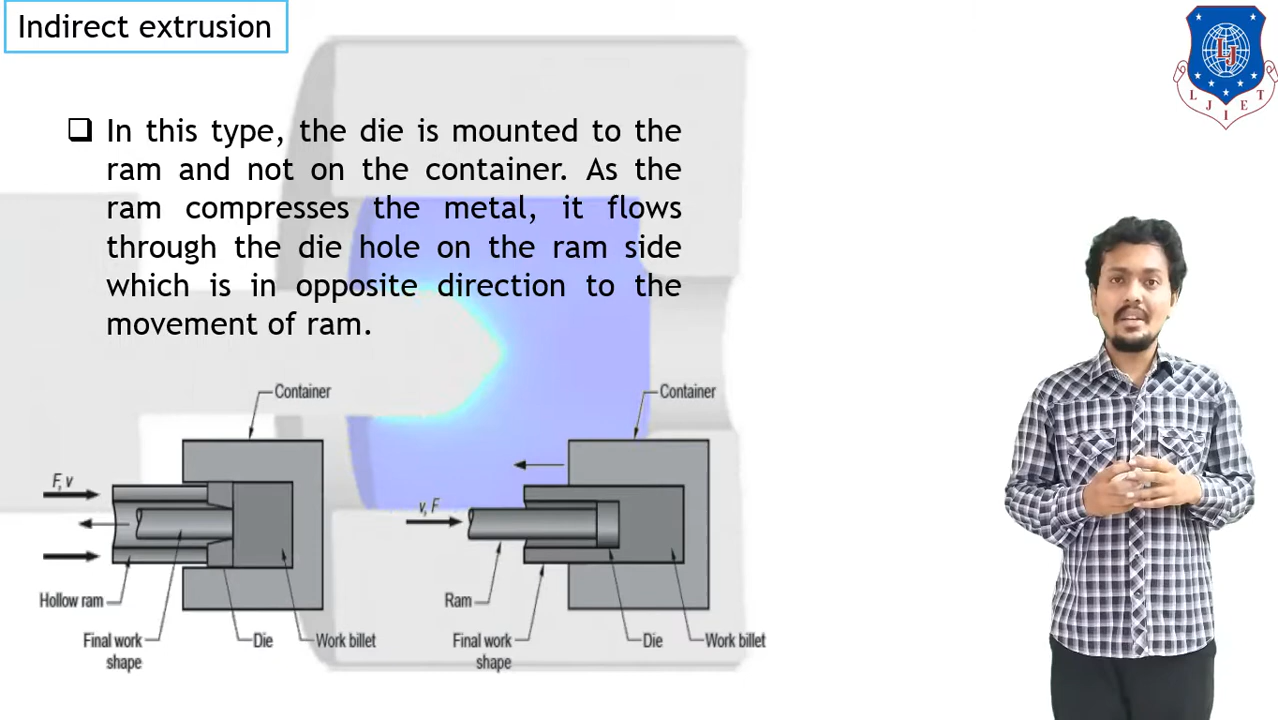 Indirect extrusion
LJ
L J I E T
❑ In this type, the die is mounted to the
ram and not on the container. As the
ram compresses the metal, it flows
through the die hole on the ram side
which is in opposite direction to the
movement of ram.
Container
F, v
Hollow ram
Final work
shape
Die
Work billet
Container
v, F
Ram
Final work
shape
Die
Work billet